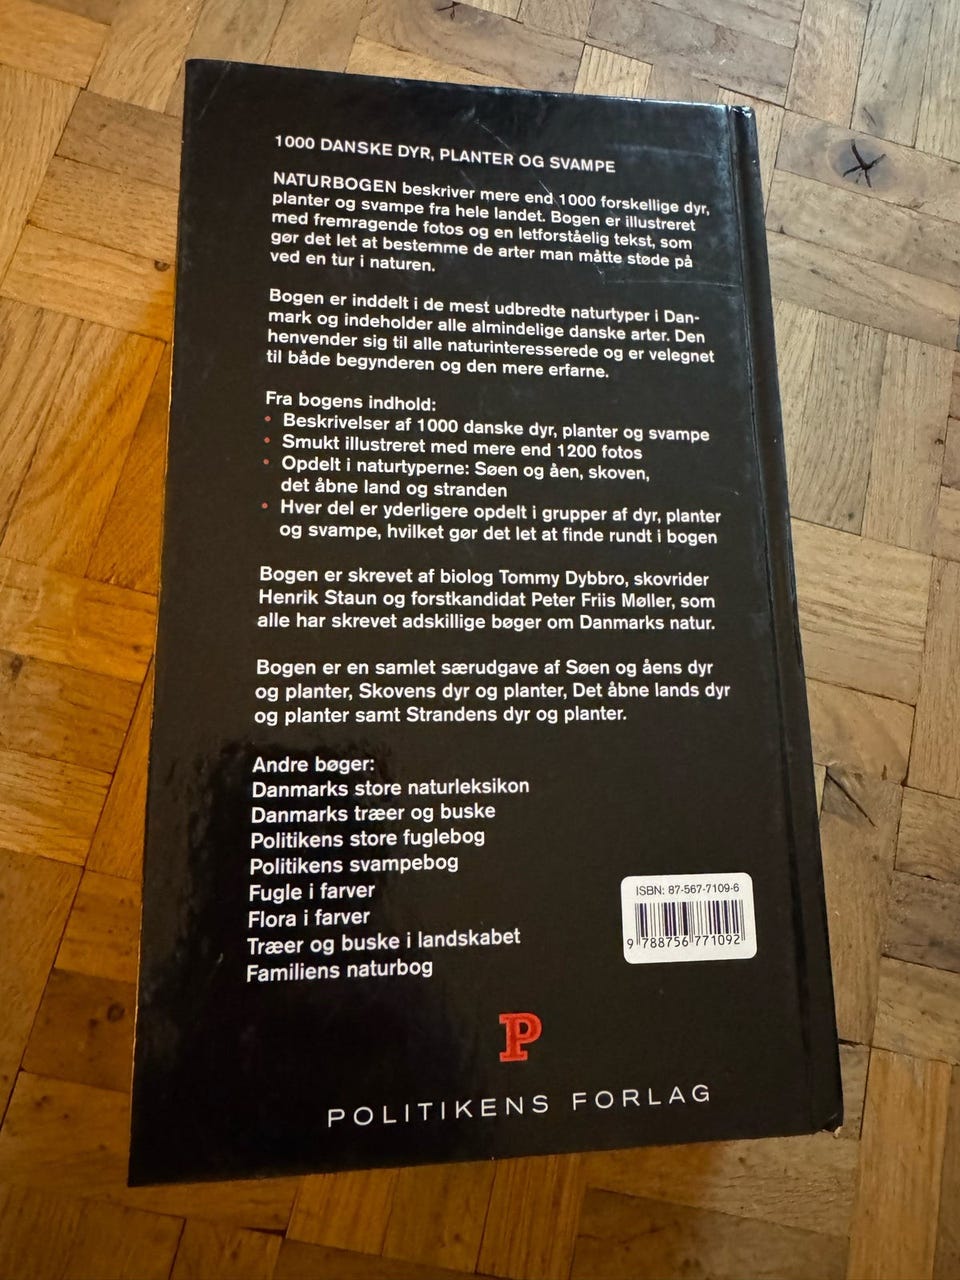 1000 DANSKE DYR, PLANTER OG SVAMPE
NATURBOGEN beskriver mere end 1000 forskellige dyr,
planter og svampe fra hele landet. Bogen er illustreret
med fremragende fotos og en letforståelig tekst, som
gør det let at bestemme de arter man måtte støde på
ved en tur i naturen.
Bogen er inddelt i de mest udbredte naturtyper i Dan-
mark og indeholder alle almindelige danske arter. Den
henvender sig til alle naturinteresserede og er velegnet
til både begynderen og den mere erfarne.
Fra bogens indhold:
• Beskrivelser af 1000 danske dyr, planter og svampe
• Smukt illustreret med mere end 1200 fotos
• Opdelt i naturtyperne: Søen og åen, skoven,
det åbne land og stranden
• Hver del er yderligere opdelt i grupper af dyr, planter
og svampe, hvilket gør det let at finde rundt i bogen
Bogen er skrevet af biolog Tommy Dybbro, skovrider
Henrik Staun og forstkandidat Peter Friis Møller, som
alle har skrevet adskillige bøger om Danmarks natur.
Bogen er en samlet særudgave af Søen og åens dyr
og planter, Skovens dyr og planter, Det åbne lands dyr
og planter samt Strandens dyr og planter.
Andre bøger:
Danmarks store naturleksikon
Danmarks træer og buske
Politikens store fuglebog
Politikens svampebog
Fugle i farver
Flora i farver
Træer og buske i landskabet
Familiens naturbog
ISBN: 87-567-7109-6
9 788756 771092
P
POLITIKENS FORLAG